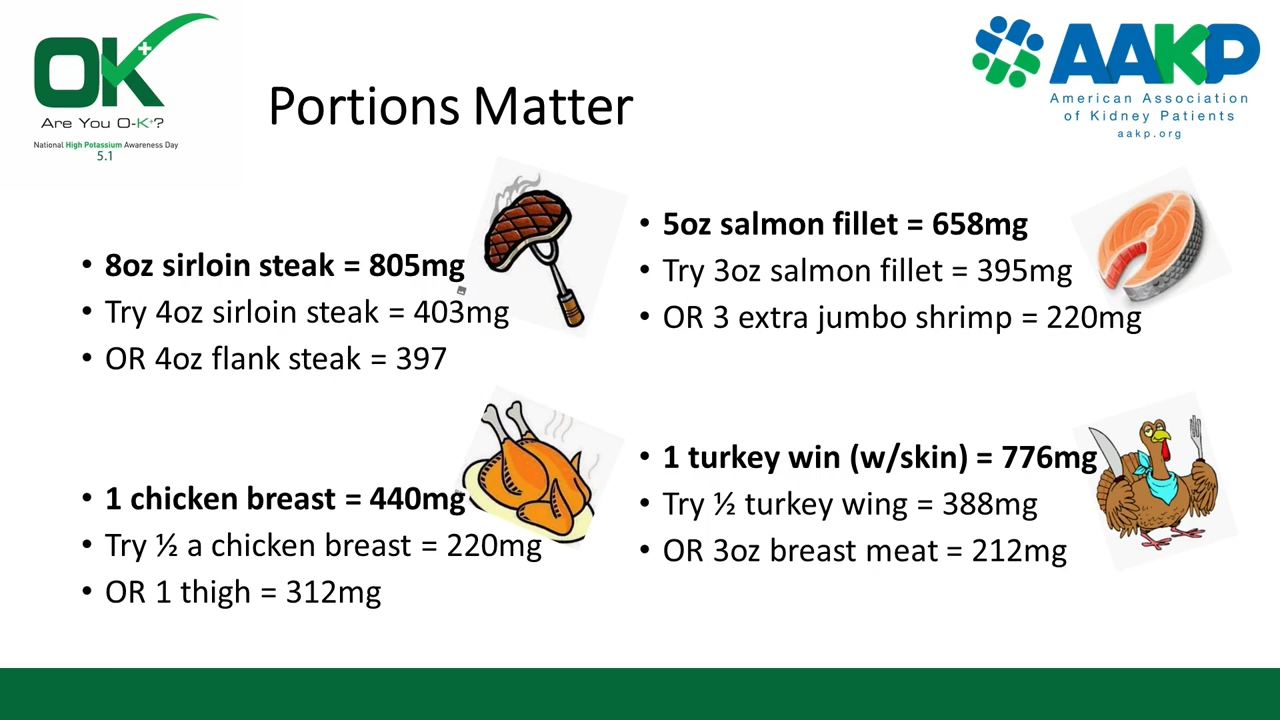 OK+
Are You O-K+?
National High Potassium Awareness Day
5.1
AAKP
American Association
of Kidney Patients
aakp.org
Portions Matter
• 8oz sirloin steak = 805mg
• Try 4oz sirloin steak = 403mg
• OR 4oz flank steak = 397
• 5oz salmon fillet = 658mg
• Try 3oz salmon fillet = 395mg
• OR 3 extra jumbo shrimp = 220mg
• 1 chicken breast = 440mg
• Try ½ a chicken breast = 220mg
• OR 1 thigh = 312mg
• 1 turkey win (w/skin) = 776mg
• Try ½ turkey wing = 388mg
• OR 3oz breast meat = 212mg